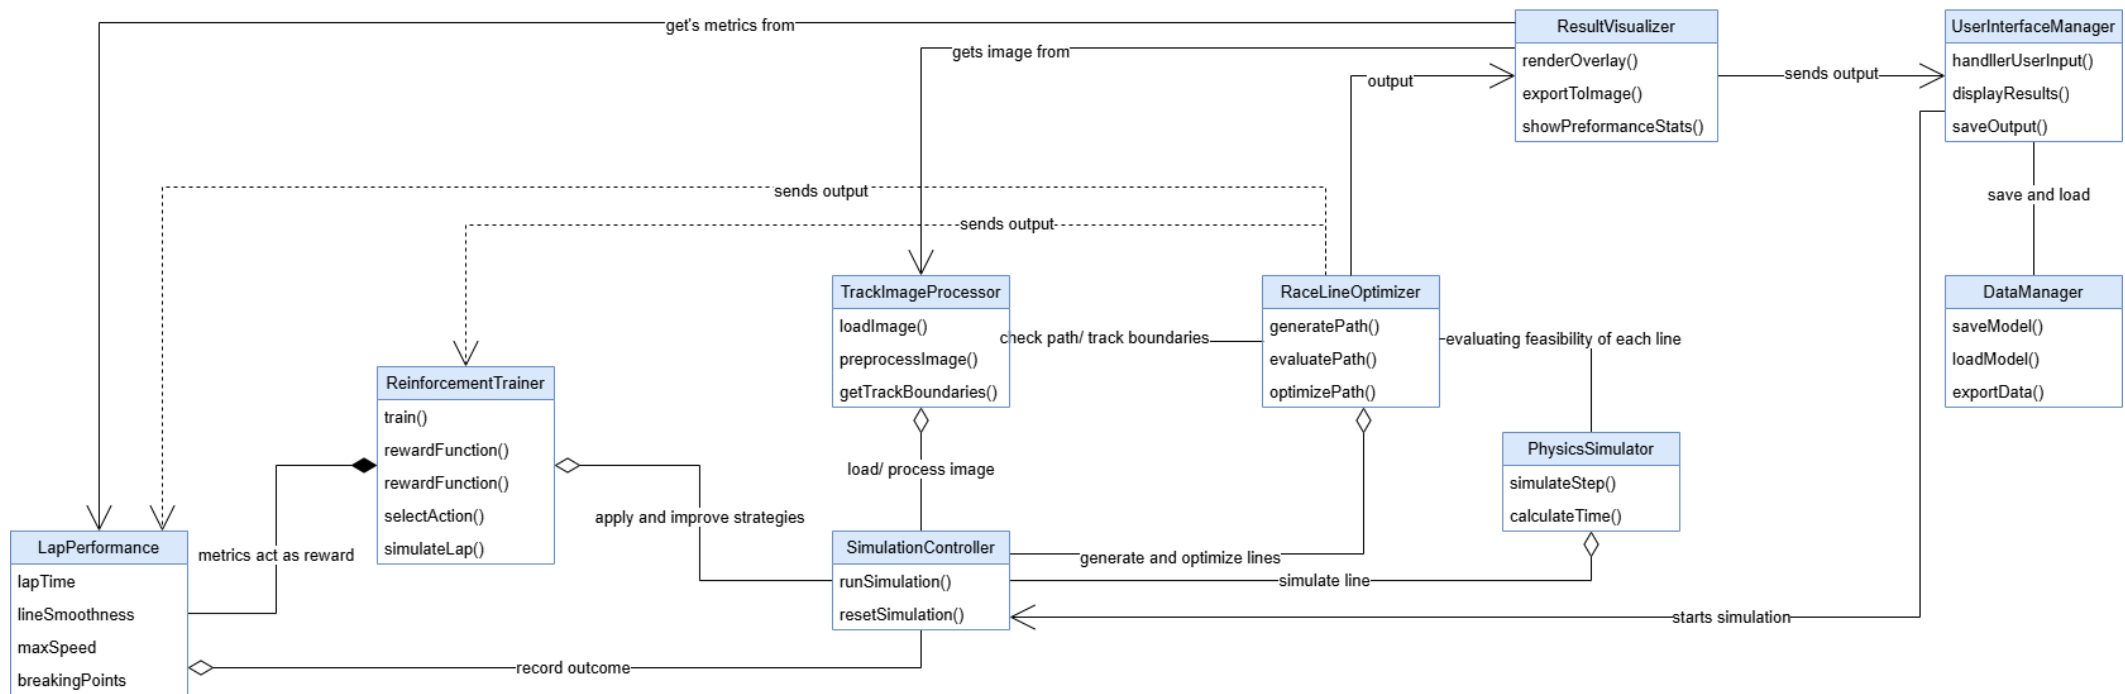 get's metrics from
gets image from
output
sends output
sends output
sends output
ResultVisualizer
renderOverlay()
exportToImage()
showPreformanceStats()
UserInterfaceManager
handllerUserInput()
displayResults()
saveOutput()
save and load
DataManager
saveModel()
loadModel()
exportData()
TrackImageProcessor
loadImage()
preprocessImage()
getTrackBoundaries()
check path/ track boundaries
RaceLineOptimizer
generatePath()
evaluatePath()
optimizePath()
evaluating feasibility of each line
ReinforcementTrainer
train()
rewardFunction()
rewardFunction()
selectAction()
simulateLap()
PhysicsSimulator
simulateStep()
calculateTime()
load/ process image
apply and improve strategies
metrics act as reward
LapPerformance
lapTime
lineSmoothness
maxSpeed
breakingPoints
SimulationController
runSimulation()
resetSimulation()
generate and optimize lines
simulate line
starts simulation
record outcome